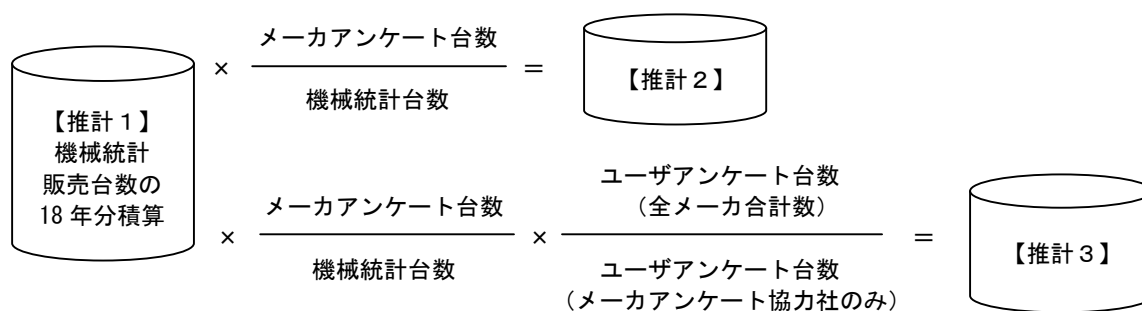 【推計１】
機械統計
販売台数の
18 年分積算
×
メーカアンケート台数
機械統計台数
＝
【推計２】
×
メーカアンケート台数
機械統計台数
×
ユーザアンケート台数
（全メーカ合計数）
ユーザアンケート台数
（メーカアンケート協力社のみ）
＝
【推計３】